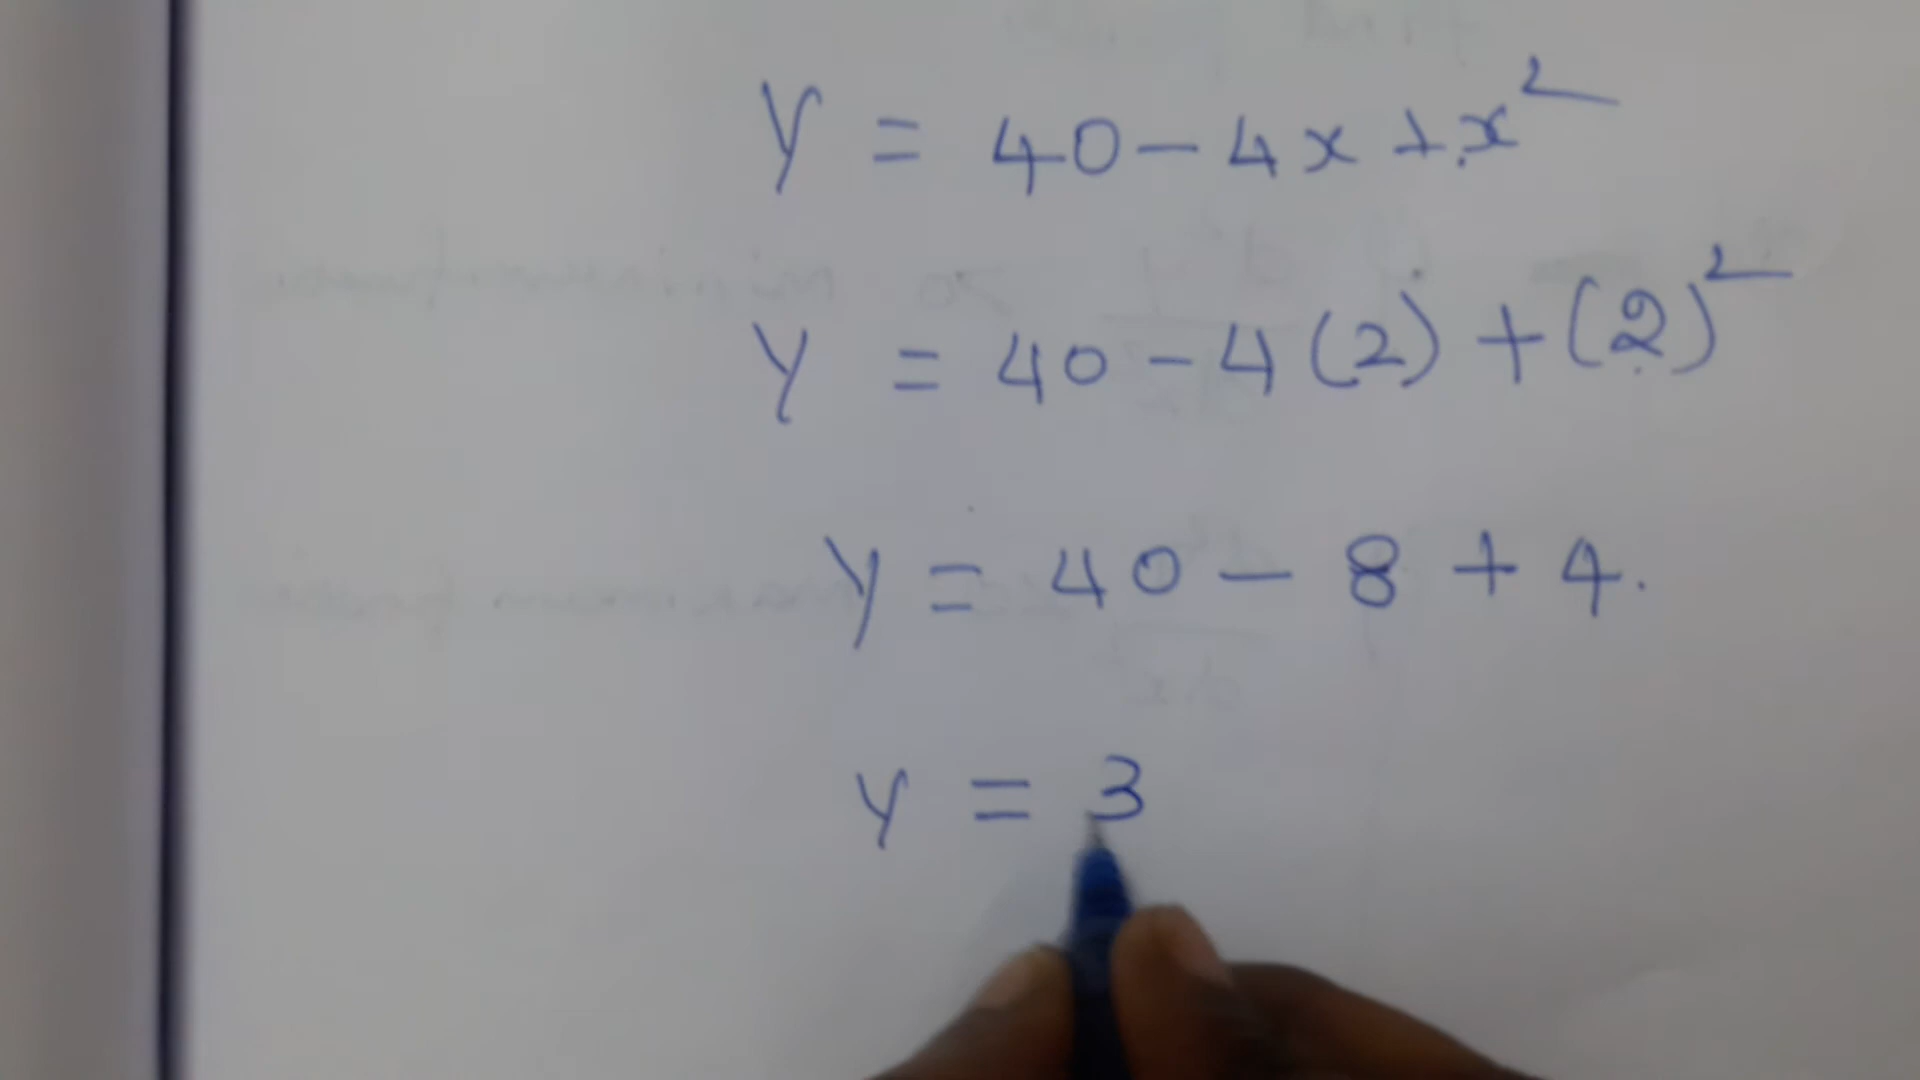 Y = 40 - 4x + x²
y = 40 - 4(2) + (2)²
y = 40 - 8 + 4.
y = 3